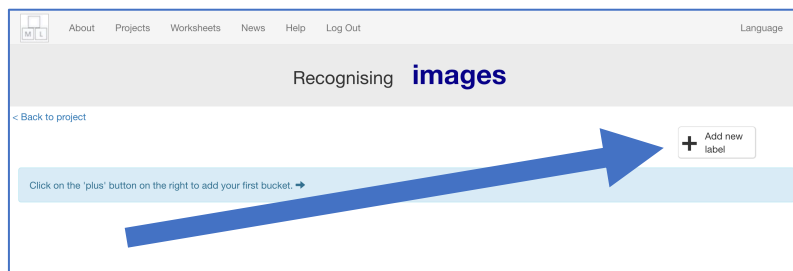 M L About Projects Worksheets News Help Log Out Language
Recognising images
< Back to project
+ Add new
label
Click on the 'plus' button on the right to add your first bucket. ➔